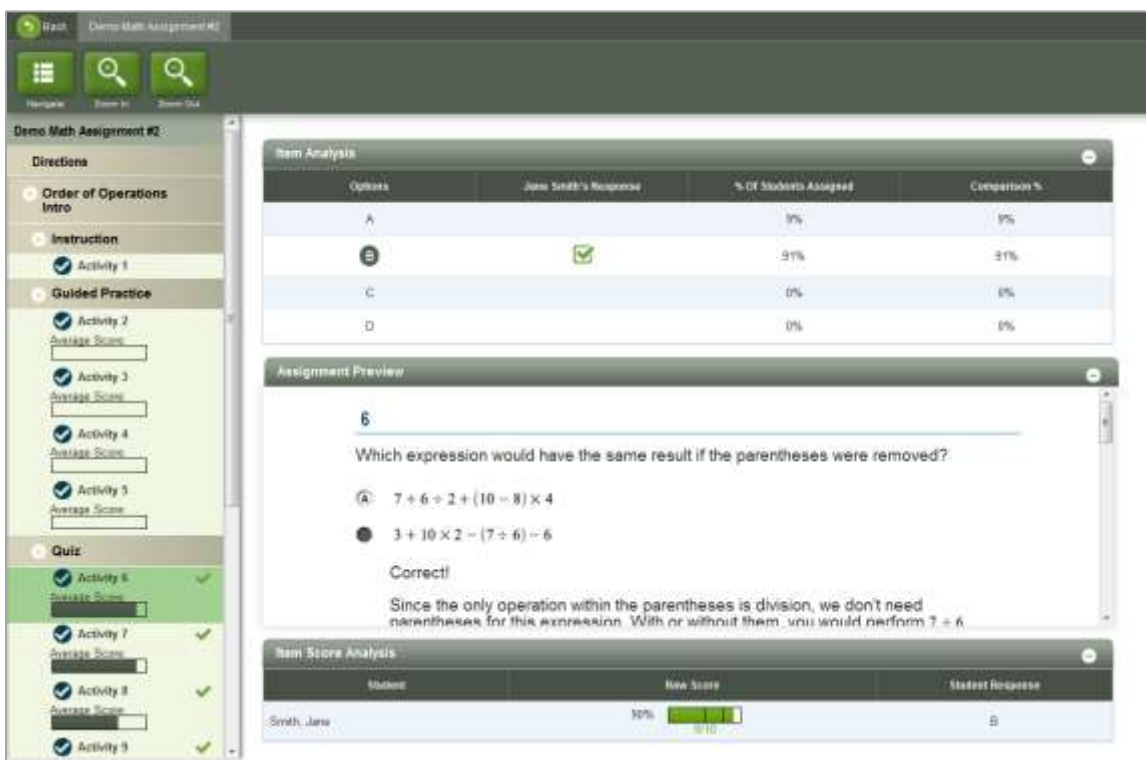 Back Demo Math Assignment #2
Navigate Zoom In Zoom Out
Demo Math Assignment #2
Directions
Order of Operations
Intro
Instruction
Activity 1
Guided Practice
Activity 2
Average Score
Activity 3
Average Score
Activity 4
Average Score
Activity 5
Average Score
Quiz
Activity 6
Average Score
Activity 7
Average Score
Activity 8
Average Score
Activity 9
Item Analysis
Options Jane Smith's Response % Of Students Assigned Comparison %
A 9% 9%
B 91% 91%
C 0% 0%
D 0% 0%
Assignment Preview
6
Which expression would have the same result if the parentheses were removed?
A 7 + 6 ÷ 2 + (10 − 8) × 4
3 + 10 × 2 − (7 ÷ 6) − 6
Correct!
Since the only operation within the parentheses is division, we don't need
parentheses for this expression. With or without them, you would perform 7 ÷ 6
Item Score Analysis
Student Raw Score Student Response
Smith, Jane 90% 9/10 B